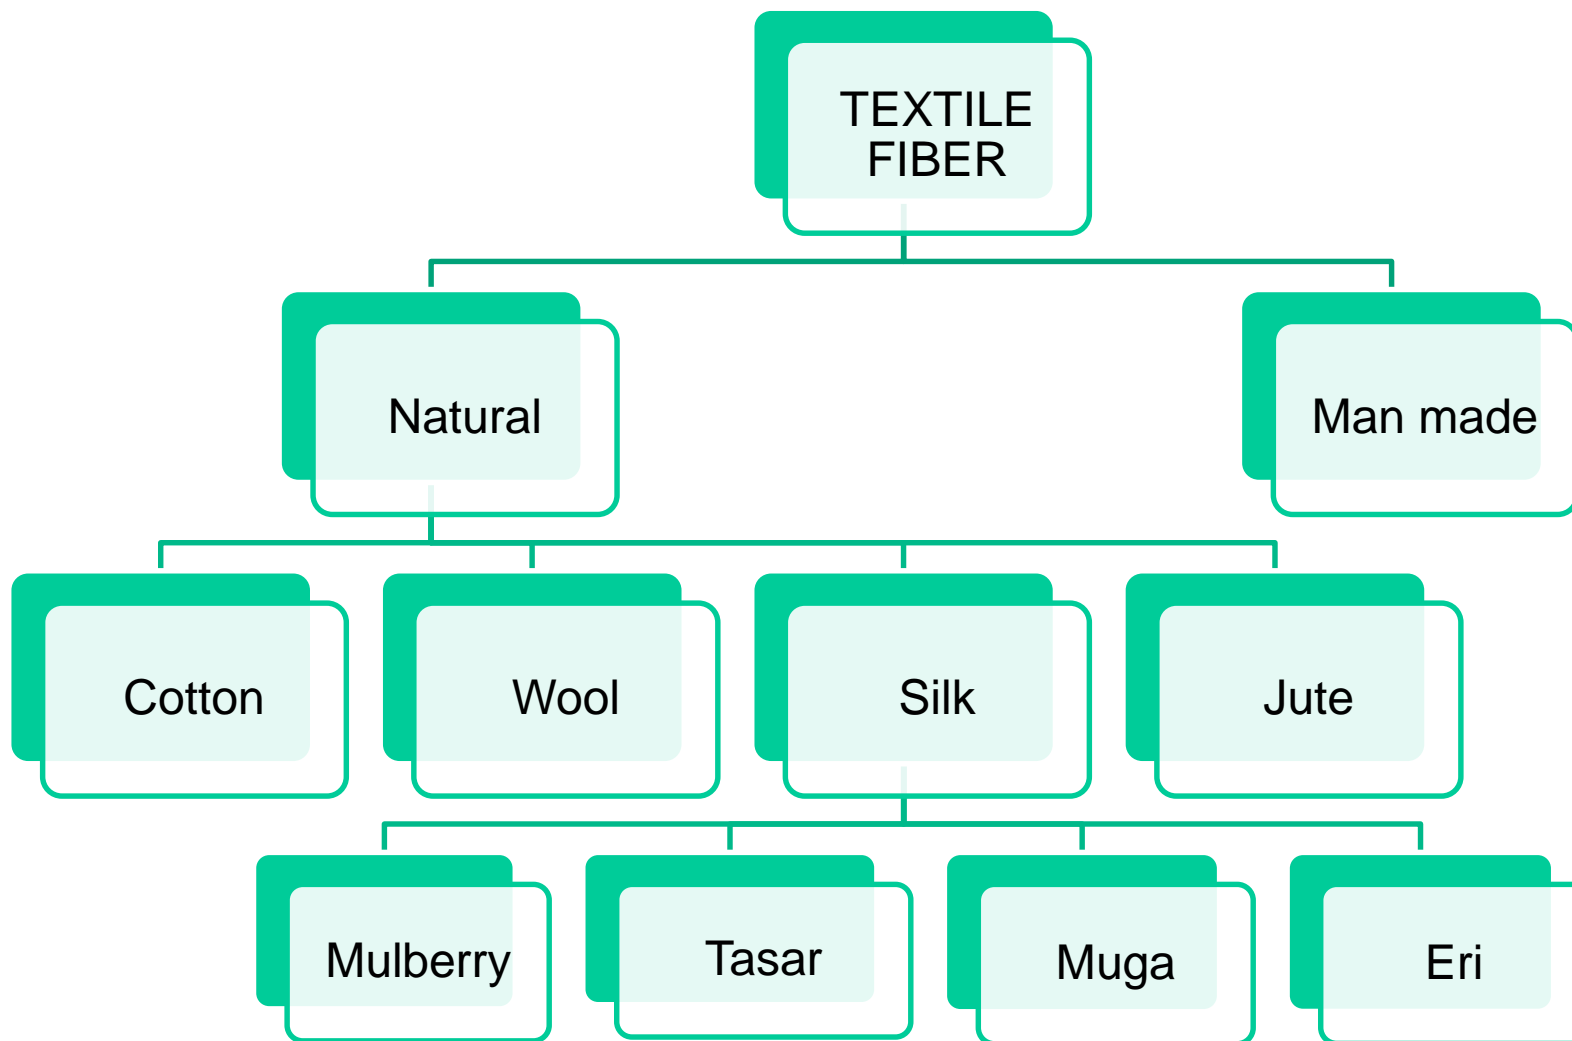 TEXTILE
FIBER
Natural
Man made
Cotton
Wool
Silk
Jute
Mulberry
Tasar
Muga
Eri